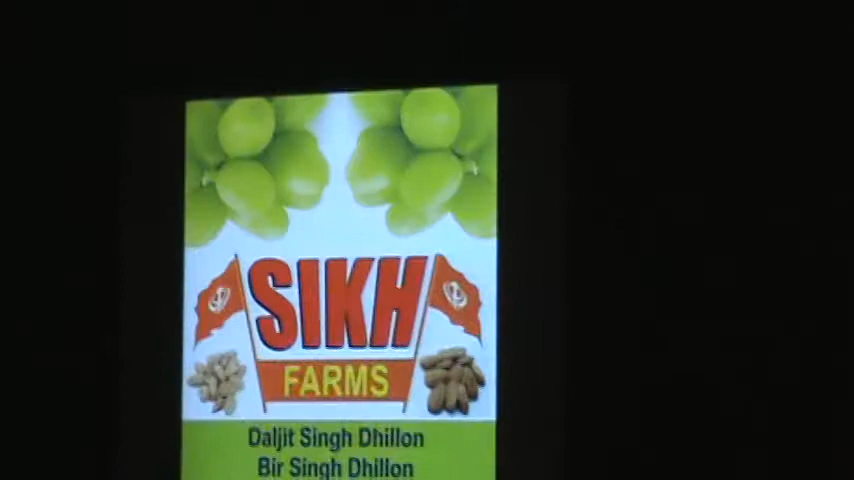 SIKH
FARMS
Daljit Singh Dhillon
Bir Singh Dhillon